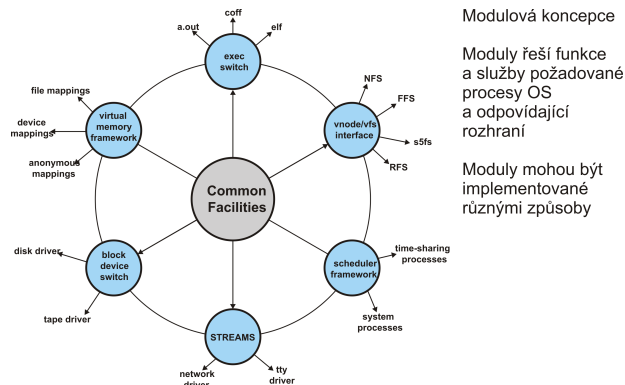 coff
a.out
elf
exec
switch
file mappings
device
mappings
anonymous
mappings
virtual
memory
framework
vnode/vfs
interface
NFS
FFS
s5fs
RFS
Common
Facilities
disk driver
tape driver
block
device
switch
scheduler
framework
time-sharing
processes
system
processes
STREAMS
network
driver
tty
driver
Modulová koncepce
Moduly řeší funkce
a služby požadované
procesy OS
a odpovídající
rozhraní
Moduly mohou být
implementované
různými způsoby